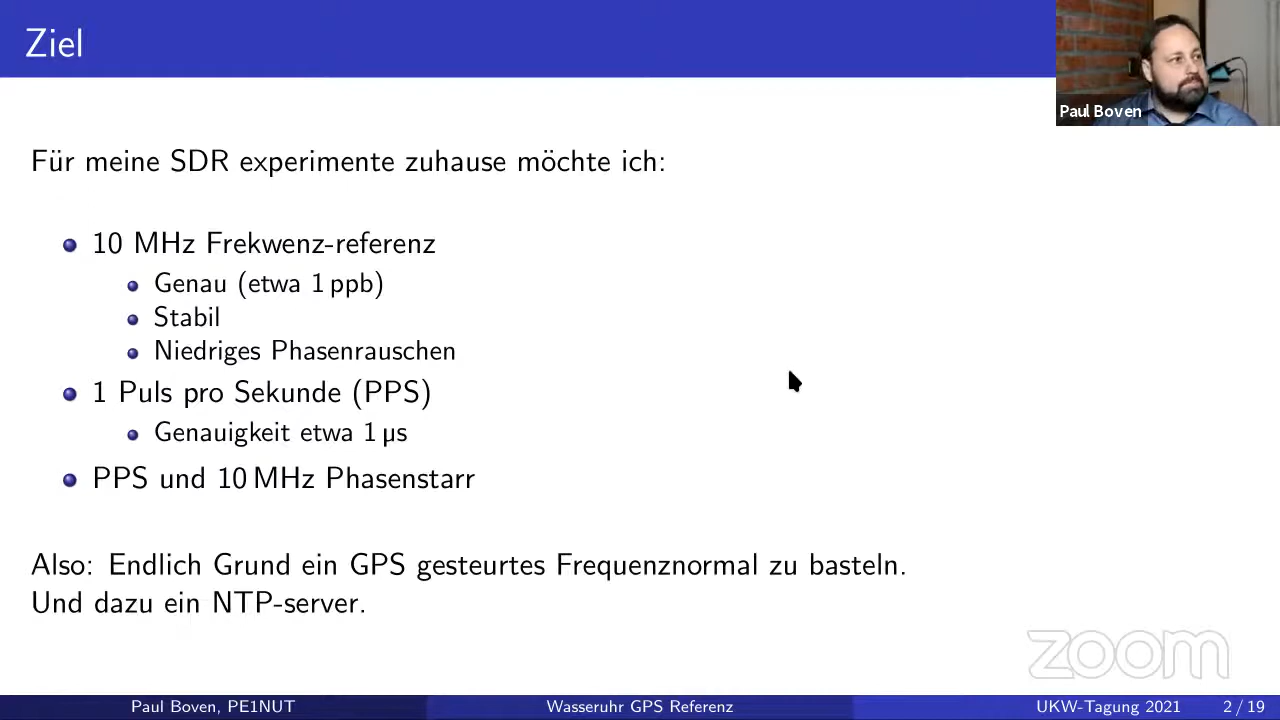 Ziel
Paul Boven
Für meine SDR experimente zuhause möchte ich:
10 MHz Frekwenz-referenz
Genau (etwa 1 ppb)
Stabil
Niedriges Phasenrauschen
1 Puls pro Sekunde (PPS)
Genauigkeit etwa 1 µs
PPS und 10 MHz Phasenstarr
Also: Endlich Grund ein GPS gesteurtes Frequenznormal zu basteln.
Und dazu ein NTP-server.
zoom
Paul Boven, PE1NUT
Wasseruhr GPS Referenz
UKW-Tagung 2021
2 / 19